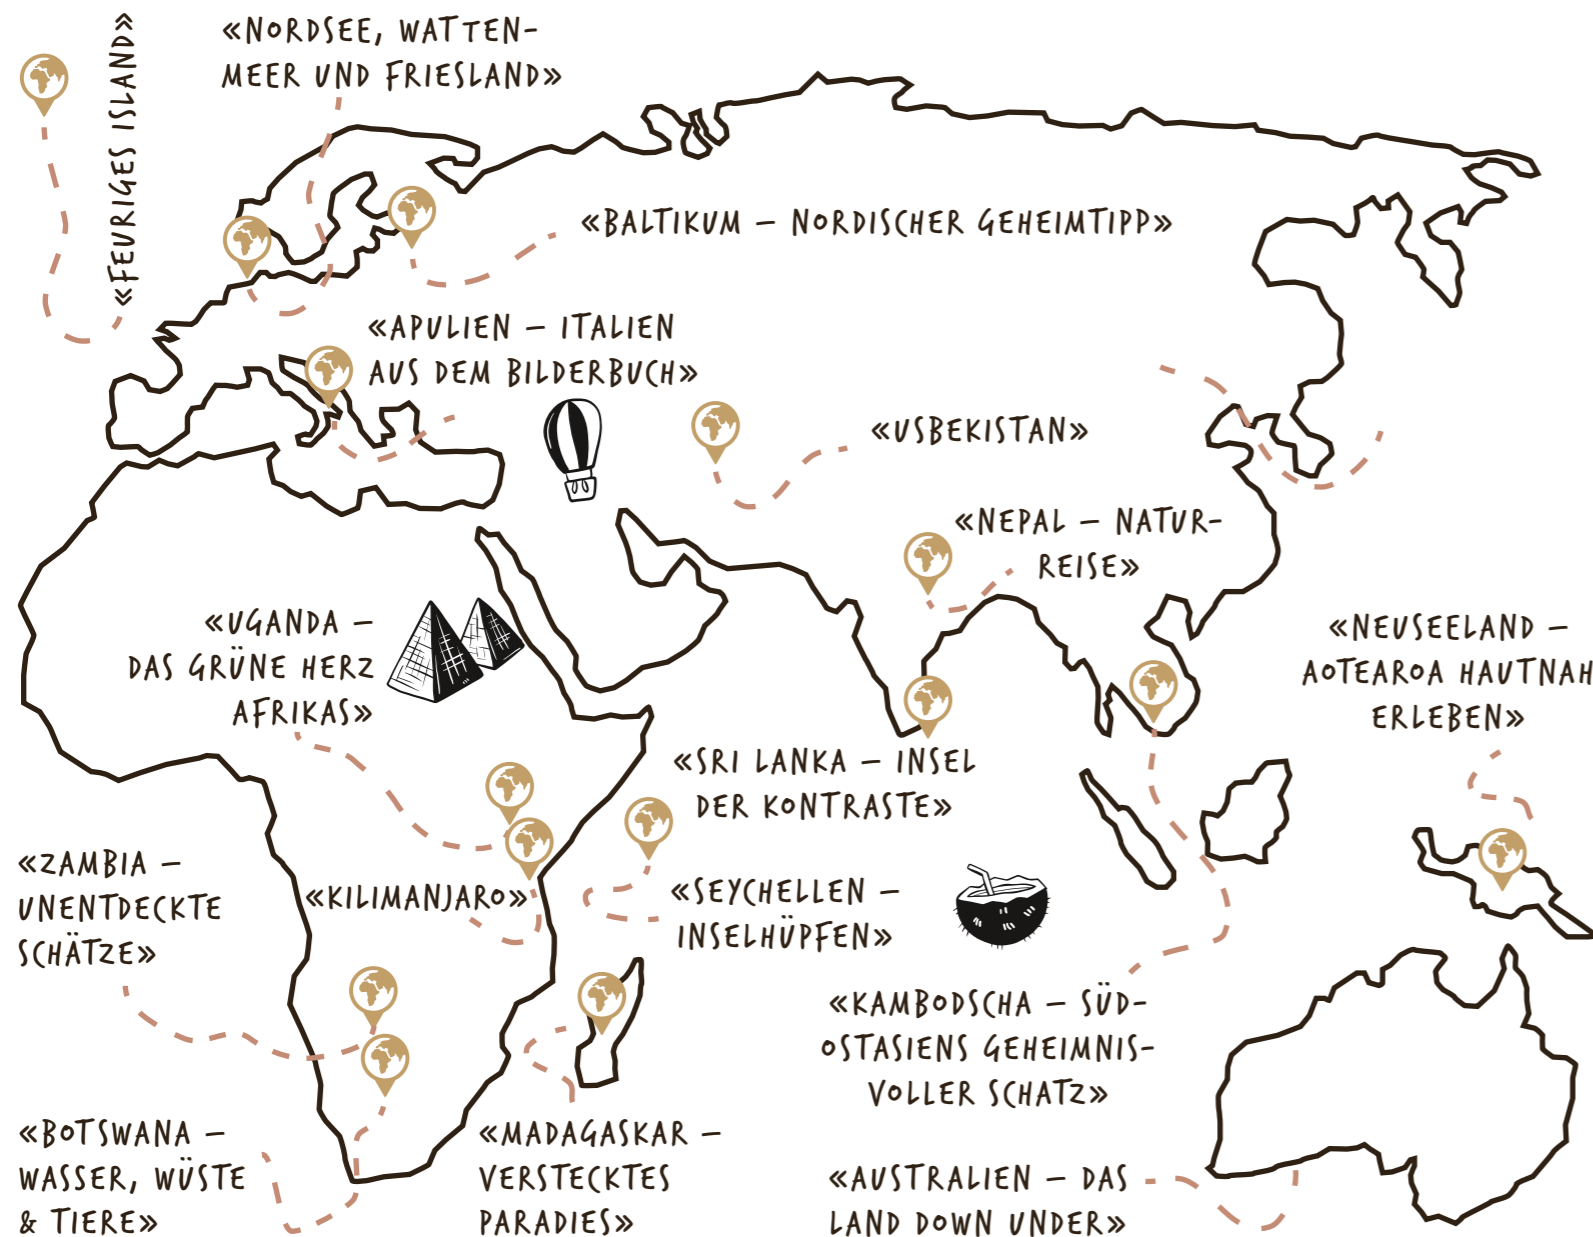 «FEURIGES ISLAND»
«NORDSEE, WATTEN-
MEER UND FRIESLAND»
«BALTIKUM – NORDISCHER GEHEIMTIPP»
«APULIEN – ITALIEN
AUS DEM BILDERBUCH»
«USBEKISTAN»
«NEPAL – NATUR-
REISE»
«UGANDA –
DAS GRÜNE HERZ
AFRIKAS»
«NEUSEELAND –
AOTEAROA HAUTNAH
ERLEBEN»
«SRI LANKA – INSEL
DER KONTRASTE»
«ZAMBIA –
UNENTDECKTE
SCHÄTZE»
«KILIMANJARO»
«SEYCHELLEN –
INSELHÜPFEN»
«KAMBODSCHA – SÜD-
OSTASIENS GEHEIMNIS-
VOLLER SCHATZ»
«BOTSWANA –
WASSER, WÜSTE
& TIERE»
«MADAGASKAR –
VERSTECKTES
PARADIES»
«AUSTRALIEN – DAS
LAND DOWN UNDER»